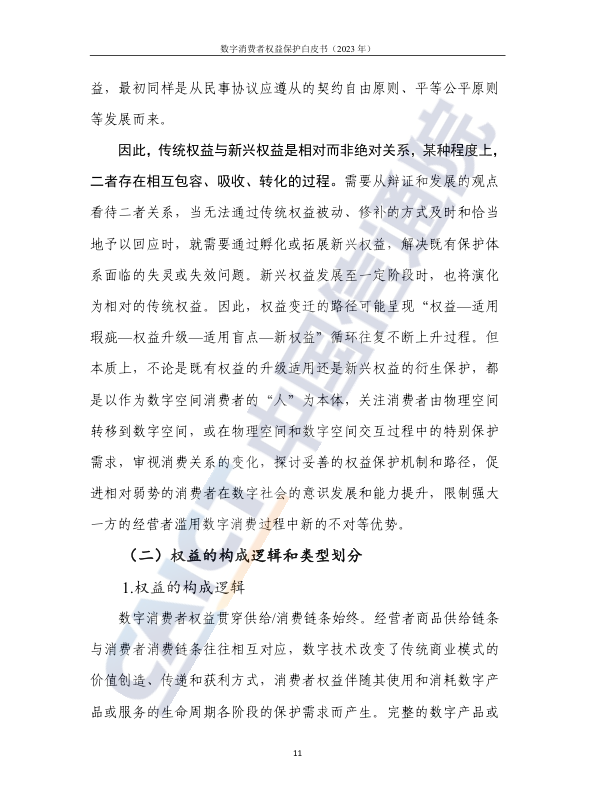 数字消费者权益保护白皮书（2023 年）
益，最初同样是从民事协议应遵从的契约自由原则、平等公平原则
等发展而来。
因此，传统权益与新兴权益是相对而非绝对关系，某种程度上，
二者存在相互包容、吸收、转化的过程。需要从辩证和发展的观点
看待二者关系，当无法通过传统权益被动、修补的方式及时和恰当
地予以回应时，就需要通过孵化或拓展新兴权益，解决既有保护体
系面临的失灵或失效问题。新兴权益发展至一定阶段时，也将演化
为相对的传统权益。因此，权益变迁的路径可能呈现“权益—适用
瑕疵—权益升级—适用盲点—新权益”循环往复不断上升过程。但
本质上，不论是既有权益的升级适用还是新兴权益的衍生保护，都
是以作为数字空间消费者的“人”为本体，关注消费者由物理空间
转移到数字空间，或在物理空间和数字空间交互过程中的特别保护
需求，审视消费关系的变化，探讨妥善的权益保护机制和路径，促
进相对弱势的消费者在数字社会的意识发展和能力提升，限制强大
一方的经营者滥用数字消费过程中新的不对等优势。
（二）权益的构成逻辑和类型划分
1.权益的构成逻辑
数字消费者权益贯穿供给/消费链条始终。经营者商品供给链条
与消费者消费链条往往相互对应，数字技术改变了传统商业模式的
价值创造、传递和获利方式，消费者权益伴随其使用和消耗数字产
品或服务的生命周期各阶段的保护需求而产生。完整的数字产品或
11
CAICT 中国信通院